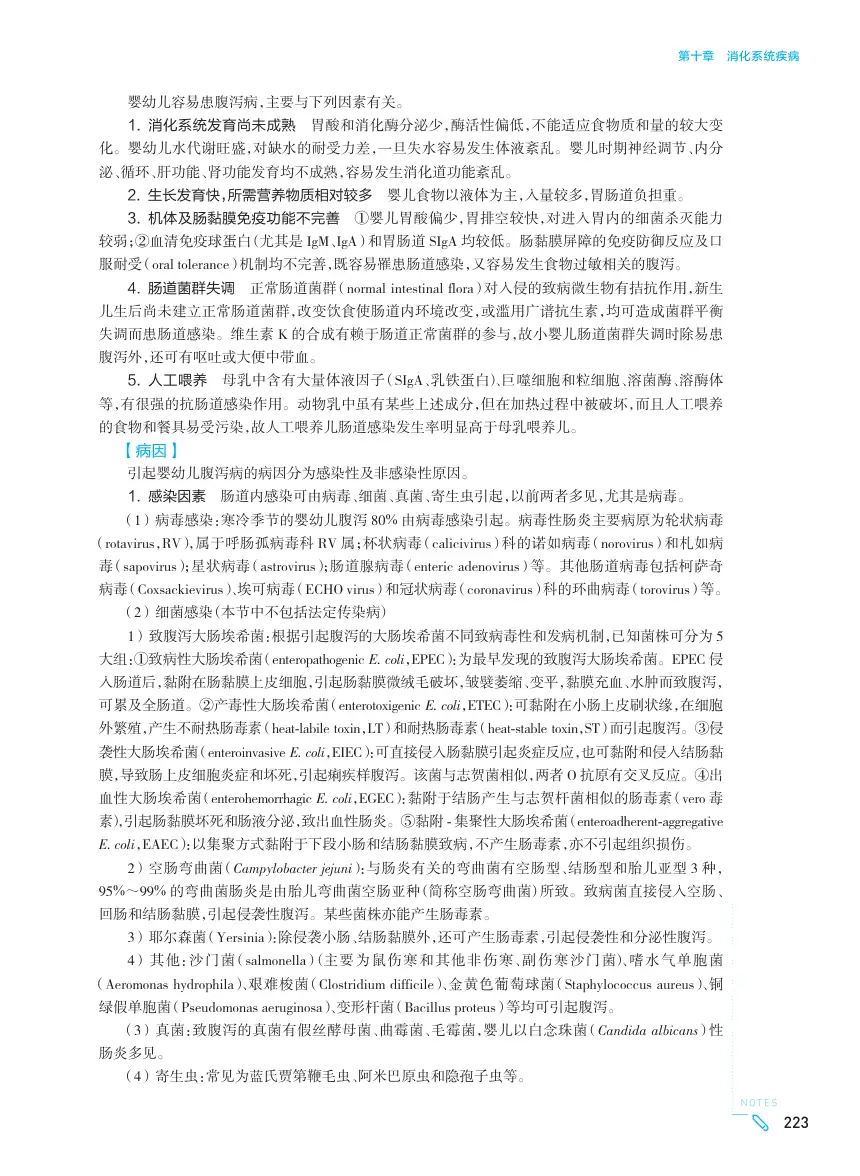 第十章　消化系统疾病
婴幼儿容易患腹泻病,主要与下列因素有关。
1. 消化系统发育尚未成熟　胃酸和消化酶分泌少,酶活性偏低,不能适应食物质和量的较大变
化。婴幼儿水代谢旺盛,对缺水的耐受力差,一旦失水容易发生体液紊乱。婴儿时期神经调节、内分
泌、循环、肝功能、肾功能发育均不成熟,容易发生消化道功能紊乱。
2. 生长发育快,所需营养物质相对较多　婴儿食物以液体为主,入量较多,胃肠道负担重。
3. 机体及肠黏膜免疫功能不完善　①婴儿胃酸偏少,胃排空较快,对进入胃内的细菌杀灭能力
较弱;②血清免疫球蛋白(尤其是 IgM、IgA)和胃肠道 SIgA 均较低。肠黏膜屏障的免疫防御反应及口
服耐受(oral tolerance)机制均不完善,既容易罹患肠道感染,又容易发生食物过敏相关的腹泻。
4. 肠道菌群失调　正常肠道菌群(normal intestinal flora)对入侵的致病微生物有拮抗作用,新生
儿生后尚未建立正常肠道菌群,改变饮食使肠道内环境改变,或滥用广谱抗生素,均可造成菌群平衡
失调而患肠道感染。维生素 K 的合成有赖于肠道正常菌群的参与,故小婴儿肠道菌群失调时除易患
腹泻外,还可有呕吐或大便中带血。
5. 人工喂养　母乳中含有大量体液因子(SIgA、乳铁蛋白)、巨噬细胞和粒细胞、溶菌酶、溶酶体
等,有很强的抗肠道感染作用。动物乳中虽有某些上述成分,但在加热过程中被破坏,而且人工喂养
的食物和餐具易受污染,故人工喂养儿肠道感染发生率明显高于母乳喂养儿。
【病因】
引起婴幼儿腹泻病的病因分为感染性及非感染性原因。
1. 感染因素　肠道内感染可由病毒、细菌、真菌、寄生虫引起,以前两者多见,尤其是病毒。
(1)病毒感染:寒冷季节的婴幼儿腹泻 80% 由病毒感染引起。病毒性肠炎主要病原为轮状病毒
(rotavirus,RV),属于呼肠孤病毒科 RV 属;杯状病毒(calicivirus)科的诺如病毒(norovirus)和札如病
毒(sapovirus);星状病毒(astrovirus);肠道腺病毒(enteric adenovirus)等。其他肠道病毒包括柯萨奇
病毒(Coxsackievirus)、埃可病毒(ECHO virus)和冠状病毒(coronavirus)科的环曲病毒(torovirus)等。
(2)细菌感染(本节中不包括法定传染病)
1)致腹泻大肠埃希菌:根据引起腹泻的大肠埃希菌不同致病毒性和发病机制,已知菌株可分为 5
大组:①致病性大肠埃希菌(enteropathogenic E. coli,EPEC):为最早发现的致腹泻大肠埃希菌。EPEC 侵
入肠道后,黏附在肠黏膜上皮细胞,引起肠黏膜微绒毛破坏,皱襞萎缩、变平,黏膜充血、水肿而致腹泻,
可累及全肠道。②产毒性大肠埃希菌(enterotoxigenic E. coli,ETEC):可黏附在小肠上皮刷状缘,在细胞
外繁殖,产生不耐热肠毒素(heat-labile toxin,LT)和耐热肠毒素(heat-stable toxin,ST)而引起腹泻。③侵
袭性大肠埃希菌(enteroinvasive E. coli,EIEC):可直接侵入肠黏膜引起炎症反应,也可黏附和侵入结肠黏
膜,导致肠上皮细胞炎症和坏死,引起痢疾样腹泻。该菌与志贺菌相似,两者 O 抗原有交叉反应。④出
血性大肠埃希菌(enterohemorrhagic E. coli,EGEC):黏附于结肠产生与志贺杆菌相似的肠毒素(vero 毒
素),引起肠黏膜坏死和肠液分泌,致出血性肠炎。⑤黏附 - 集聚性大肠埃希菌(enteroadherent-aggregative
E. coli,EAEC):以集聚方式黏附于下段小肠和结肠黏膜致病,不产生肠毒素,亦不引起组织损伤。
2)空肠弯曲菌(Campylobacter jejuni):与肠炎有关的弯曲菌有空肠型、结肠型和胎儿亚型 3 种,
95%～99% 的弯曲菌肠炎是由胎儿弯曲菌空肠亚种(简称空肠弯曲菌)所致。致病菌直接侵入空肠、
回肠和结肠黏膜,引起侵袭性腹泻。某些菌株亦能产生肠毒素。
3)耶尔森菌(Yersinia):除侵袭小肠、结肠黏膜外,还可产生肠毒素,引起侵袭性和分泌性腹泻。
4)其他:沙门菌(salmonella)(主要为鼠伤寒和其他非伤寒、副伤寒沙门菌)、嗜水气单胞菌
(Aeromonas hydrophila)、艰难梭菌(Clostridium difficile)、金黄色葡萄球菌(Staphylococcus aureus)、铜
绿假单胞菌(Pseudomonas aeruginosa)、变形杆菌(Bacillus proteus)等均可引起腹泻。
(3)真菌:致腹泻的真菌有假丝酵母菌、曲霉菌、毛霉菌,婴儿以白念珠菌(Candida albicans)性
肠炎多见。
(4)寄生虫:常见为蓝氏贾第鞭毛虫、阿米巴原虫和隐孢子虫等。
NOTES
223